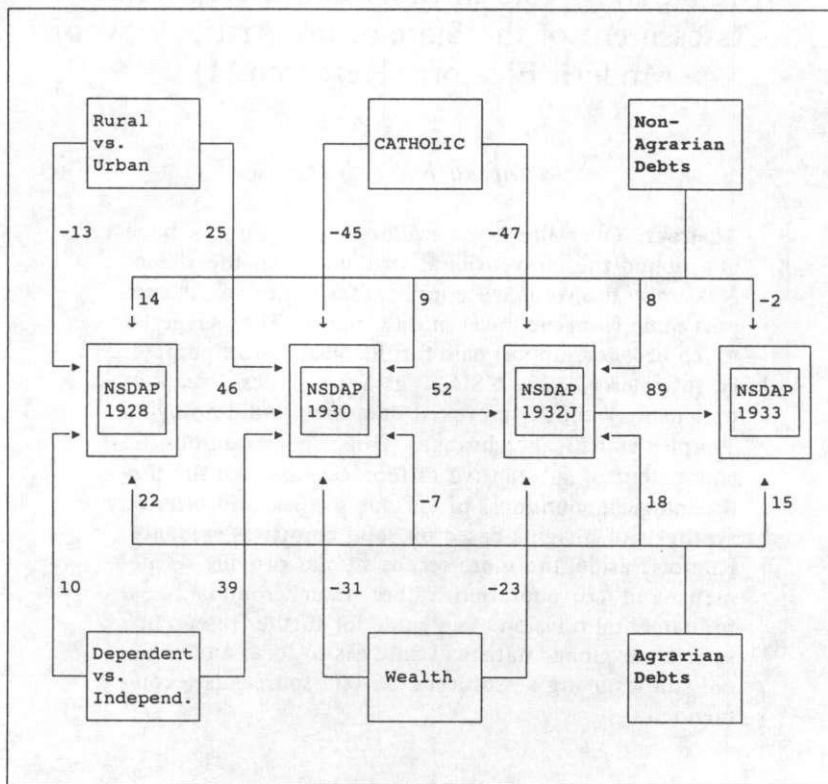 Rural
vs.
Urban
CATHOLIC
Non-
Agrarian
Debts
-13 25 -45 -47
14 9 8 -2
NSDAP
1928
46
NSDAP
1930
52
NSDAP
1932J
89
NSDAP
1933
22 -7 18 15
10 39 -31 -23
Dependent
vs.
Independ.
Wealth
Agrarian
Debts